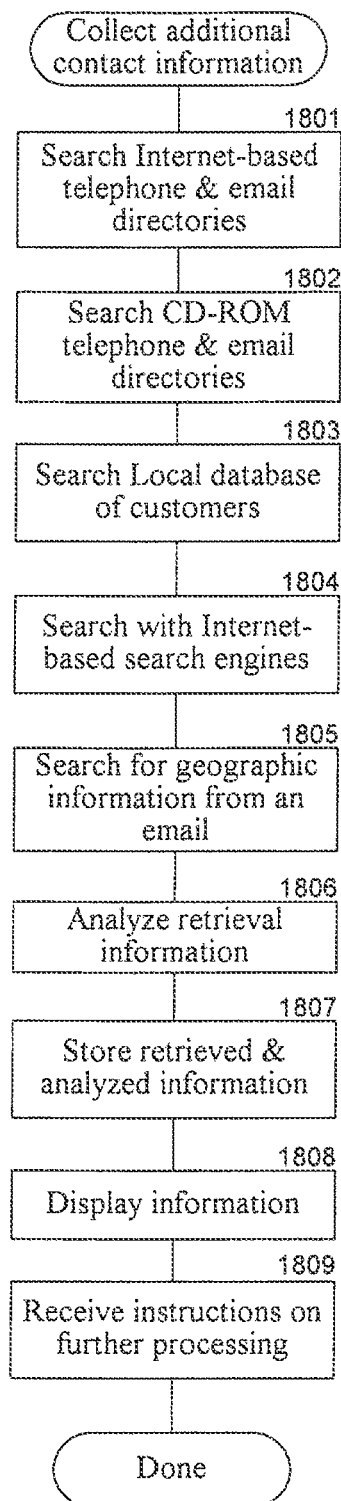 Collect additional
contact information
1801
Search Internet-based
telephone & email
directories
1802
Search CD-ROM
telephone & email
directories
1803
Search Local database
of customers
1804
Search with Internet-
based search engines
1805
Search for geographic
information from an
email
1806
Analyze retrieval
information
1807
Store retrieved &
analyzed information
1808
Display information
1809
Receive instructions on
further processing
Done